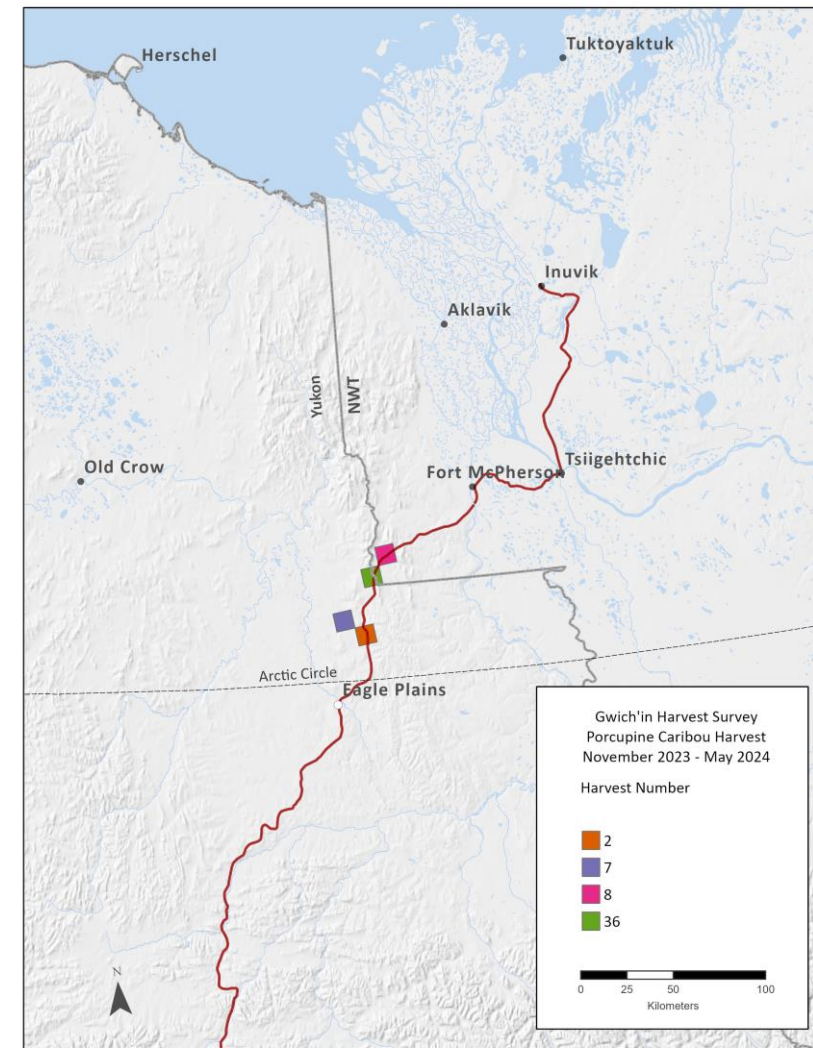 Herschel
Tuktoyaktuk
Inuvik
Aklavik
Yukon
NWT
Old Crow
Fort McPherson
Tsiigehtchic
Arctic Circle
Eagle Plains
Gwich'in Harvest Survey
Porcupine Caribou Harvest
November 2023 - May 2024
Harvest Number
2
7
8
36
N
0 25 50 100
Kilometers